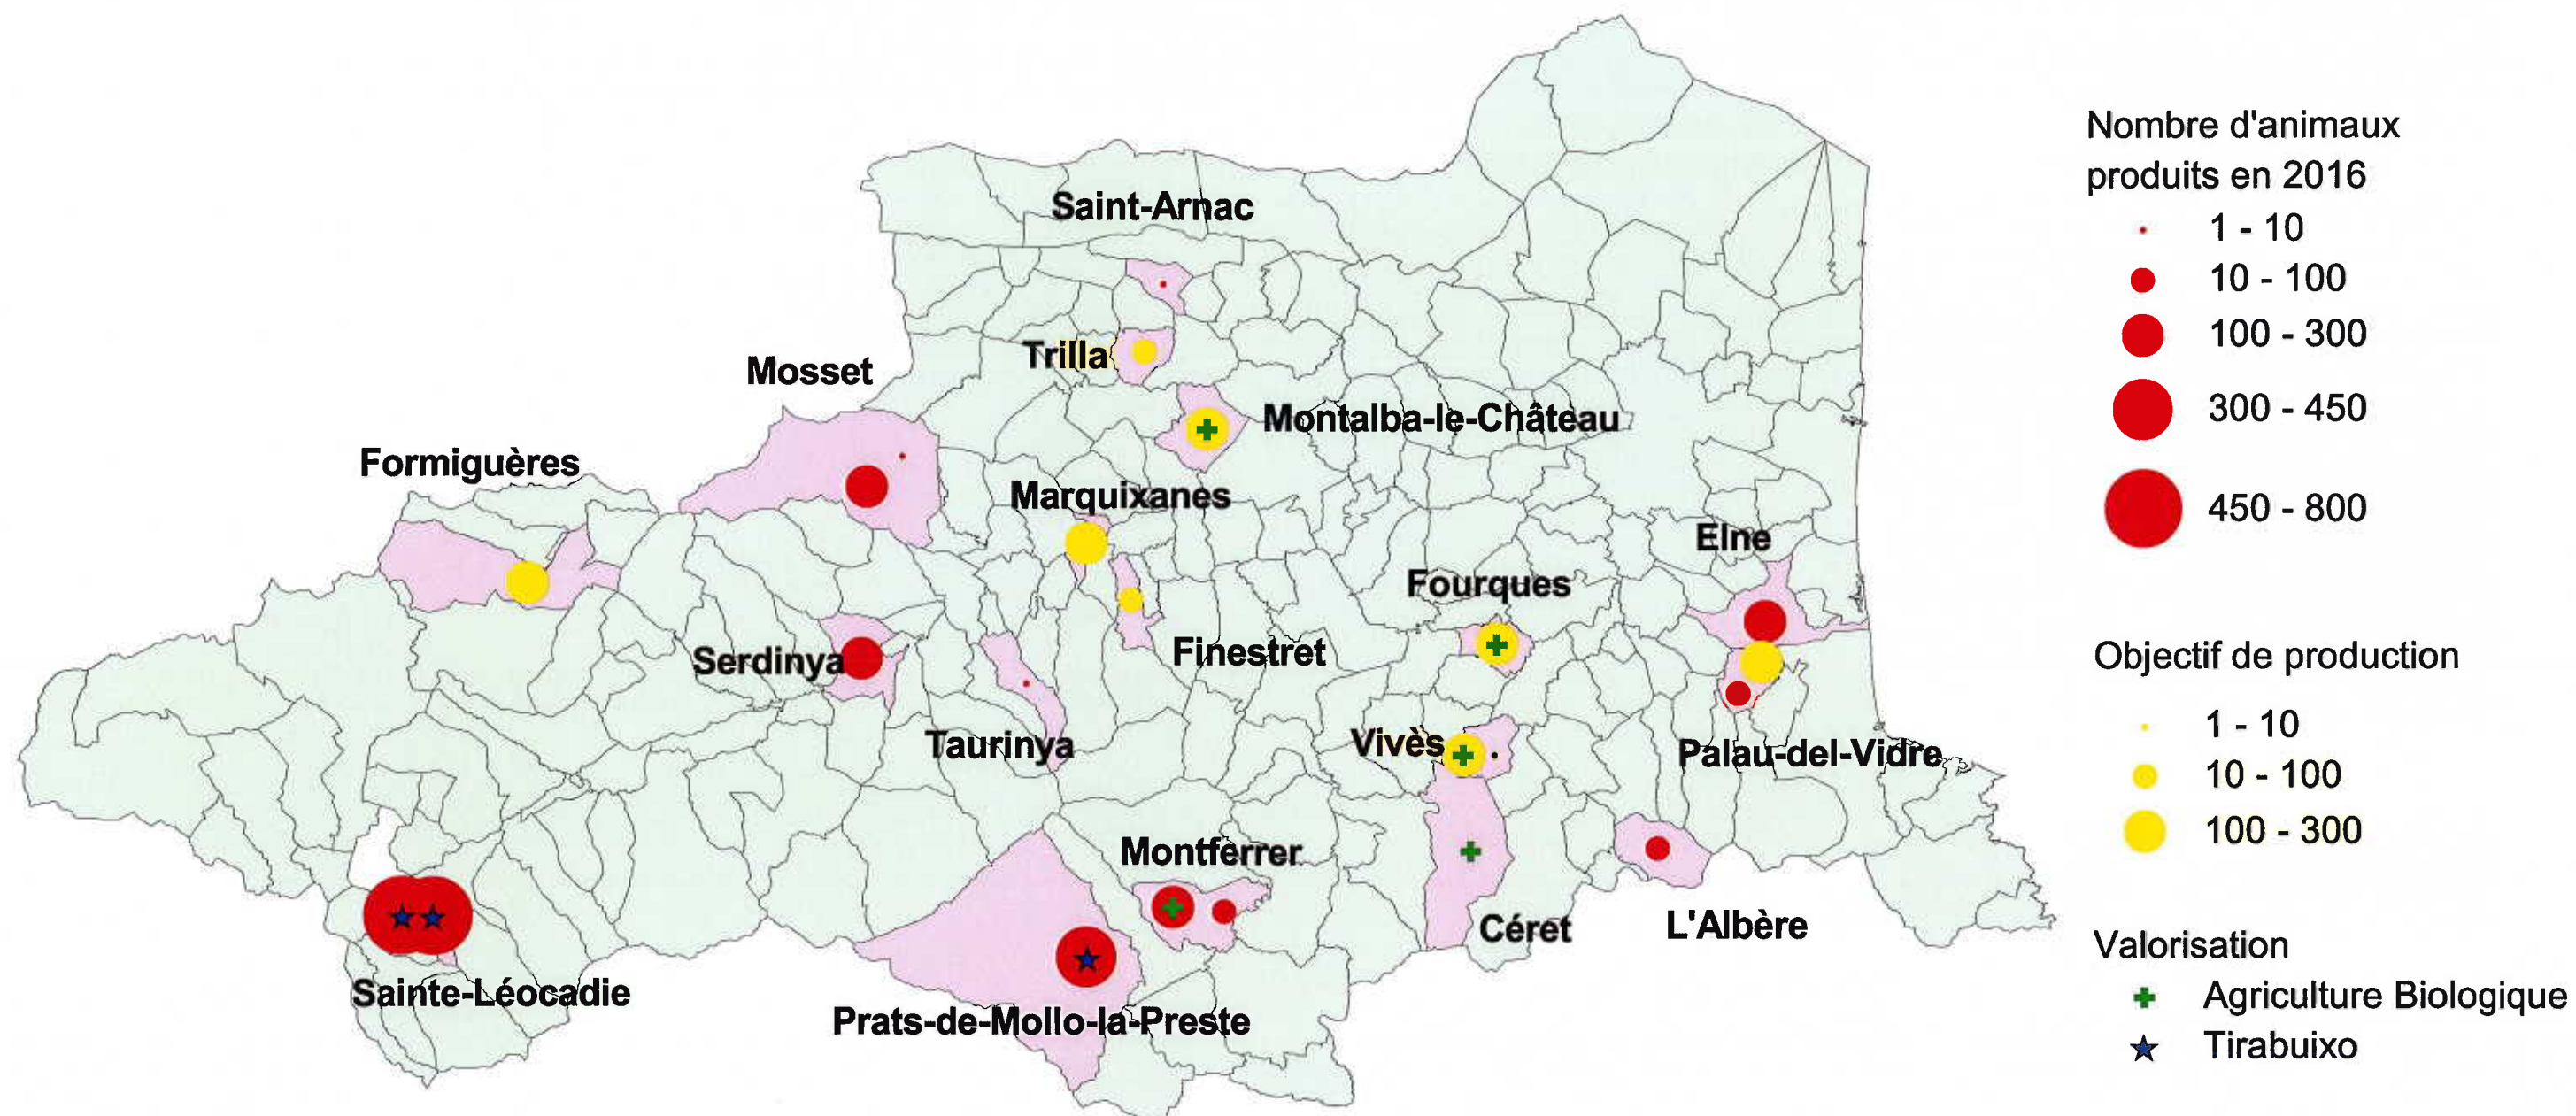 Saint-Arnac
Trilla
Mosset
Montalba-le-Château
Formiguères
Marquixanes
Elne
Fourques
Serdinya
Finestret
Taurinya
Vivès
Palau-del-Vidre
Montferrer
Céret
L'Albère
Sainte-Léocadie
Prats-de-Mollo-la-Preste
Nombre d'animaux
produits en 2016
1 - 10
10 - 100
100 - 300
300 - 450
450 - 800
Objectif de production
1 - 10
10 - 100
100 - 300
Valorisation
Agriculture Biologique
Tirabuixo